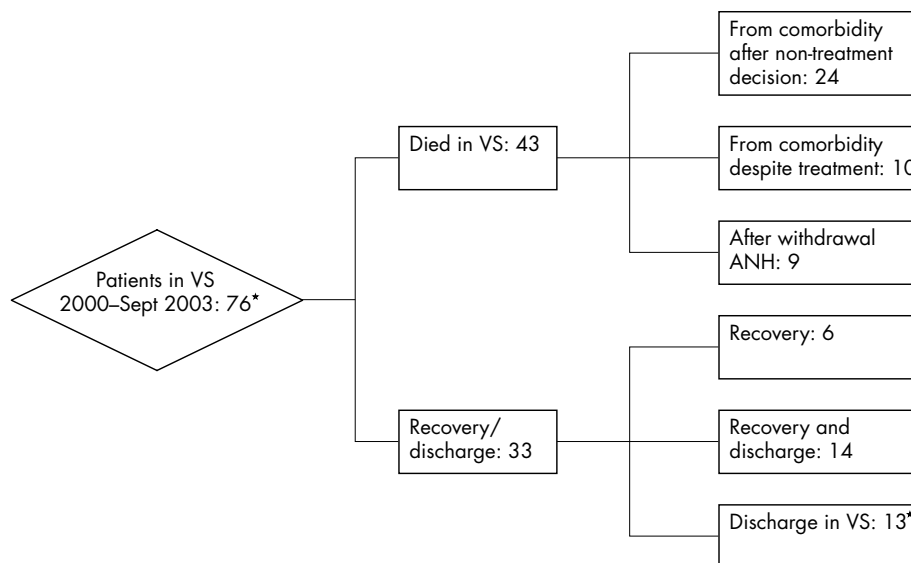 Patients in VS
2000–Sept 2003: 76★
Died in VS: 43
From comorbidity
after non-treatment
decision: 24
From comorbidity
despite treatment: 10
After withdrawal
ANH: 9
Recovery/
discharge: 33
Recovery: 6
Recovery and
discharge: 14
Discharge in VS: 13★